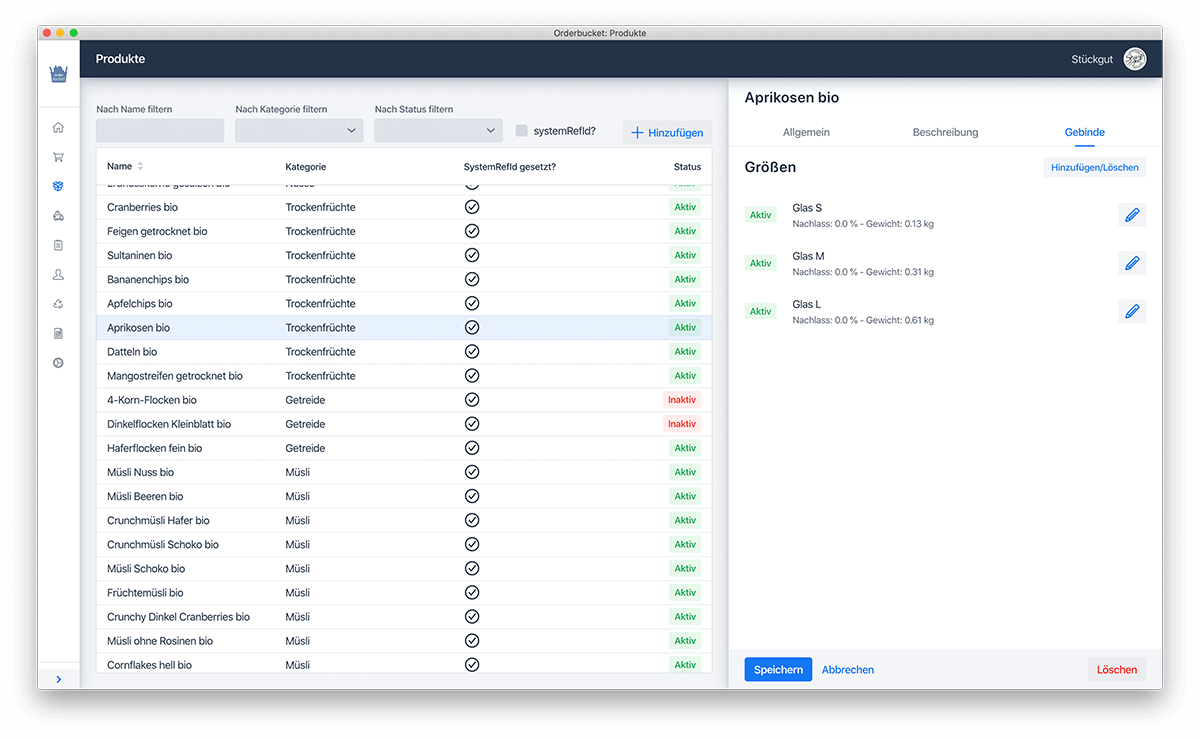 Orderbucket: Produkte
Produkte
Stückgut
Nach Name filtern
Nach Kategorie filtern
Nach Status filtern
systemRefId?
Hinzufügen
Name
Kategorie
SystemRefId gesetzt?
Status
Cranberries bio Trockenfrüchte Aktiv
Feigen getrocknet bio Trockenfrüchte Aktiv
Sultaninen bio Trockenfrüchte Aktiv
Bananenchips bio Trockenfrüchte Aktiv
Apfelchips bio Trockenfrüchte Aktiv
Aprikosen bio Trockenfrüchte Aktiv
Datteln bio Trockenfrüchte Aktiv
Mangostreifen getrocknet bio Trockenfrüchte Aktiv
4-Korn-Flocken bio Getreide Inaktiv
Dinkelflocken Kleinblatt bio Getreide Inaktiv
Haferflocken fein bio Getreide Aktiv
Müsli Nuss bio Müsli Aktiv
Müsli Beeren bio Müsli Aktiv
Crunchmüsli Hafer bio Müsli Aktiv
Crunchmüsli Schoko bio Müsli Aktiv
Müsli Schoko bio Müsli Aktiv
Früchtemüsli bio Müsli Aktiv
Crunchy Dinkel Cranberries bio Müsli Aktiv
Müsli ohne Rosinen bio Müsli Aktiv
Cornflakes hell bio Müsli Aktiv
Aprikosen bio
Allgemein
Beschreibung
Gebinde
Größen
Hinzufügen/Löschen
Aktiv
Glas S
Nachlass: 0.0 % - Gewicht: 0.13 kg
Aktiv
Glas M
Nachlass: 0.0 % - Gewicht: 0.31 kg
Aktiv
Glas L
Nachlass: 0.0 % - Gewicht: 0.61 kg
Speichern
Abbrechen
Löschen